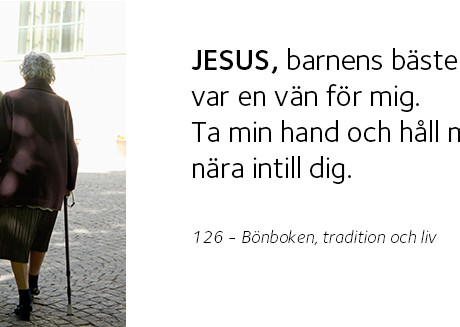 JESUS, barnens bäste
var en vän för mig.
Ta min hand och håll
nära intill dig.
126 – Bönboken, tradition och liv